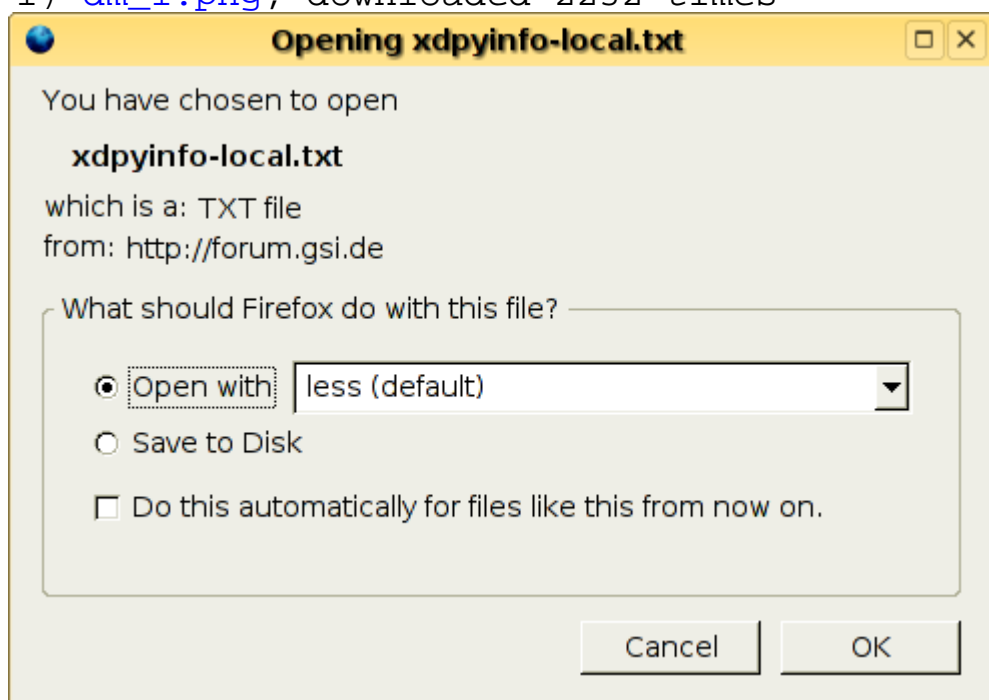 Opening xdpyinfo-local.txt
You have chosen to open
xdpyinfo-local.txt
which is a: TXT file
from: http://forum.gsi.de
What should Firefox do with this file?
Open with less (default)
Save to Disk
Do this automatically for files like this from now on.
Cancel OK